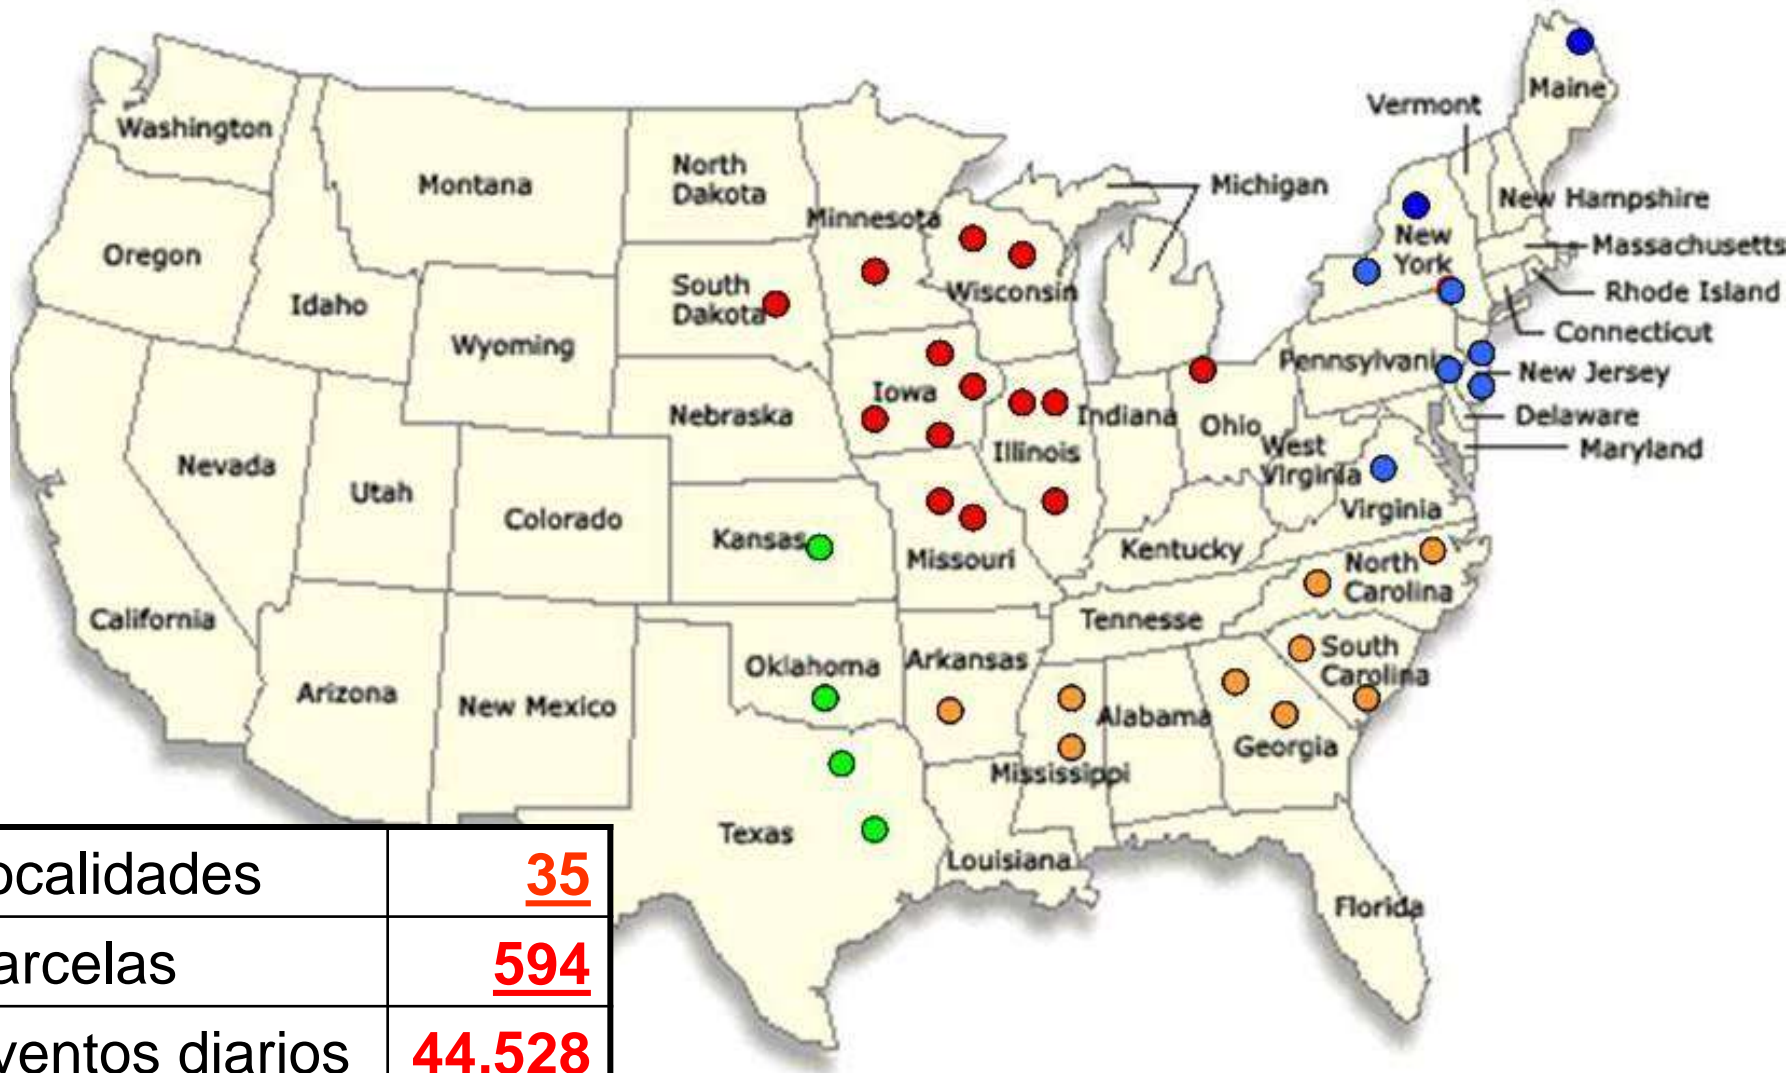 Maine
Vermont
Washington
North
Dakota
Montana
Michigan
New Hampshire
Minnesota
New
York
Massachusetts
Oregon
South
Dakota
Idaho
Wisconsin
Rhode Island
Connecticut
Wyoming
Pennsylvani
New Jersey
Iowa
Nebraska
Indiana
Ohio
Delaware
West
Virginia
Maryland
Illinois
Nevada
Utah
Virginia
Colorado
Kansas
Missouri
Kentucky
North
Carolina
California
Tennesse
South
Carolina
Oklahoma
Arkansas
Arizona
New Mexico
Alabama
Georgia
Mississippi
Texas
Louisiana
Florida
ocalidades 35
arcelas 594
ventos diarios 44.528